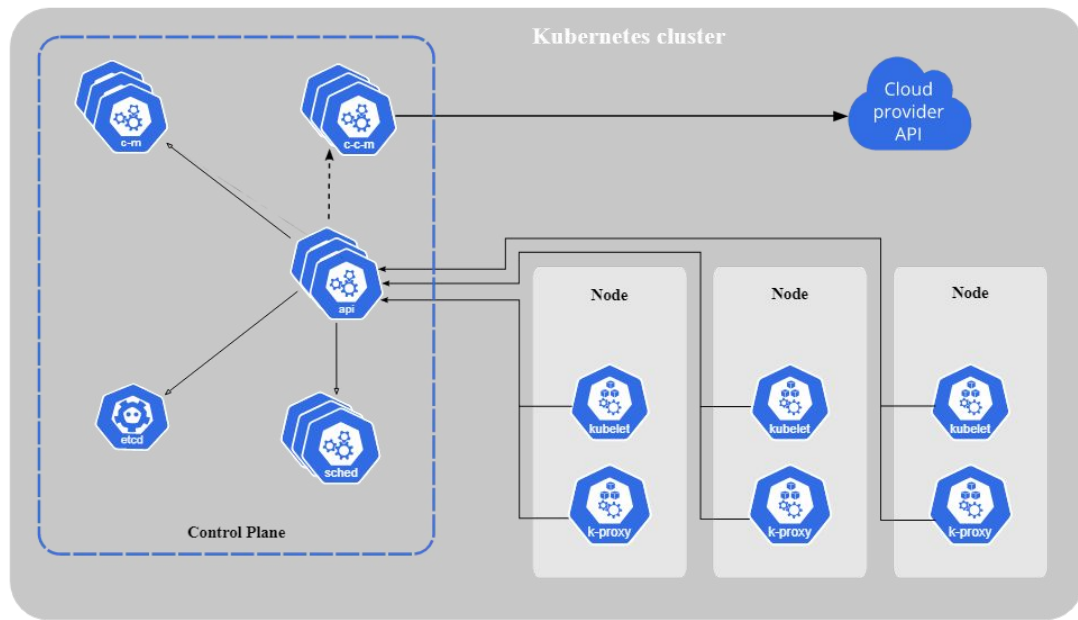 Kubernetes cluster
c-m
c-c-m
Cloud
provider
API
api
etcd
sched
Control Plane
Node
kubelet
k-proxy
Node
kubelet
k-proxy
Node
kubelet
k-proxy